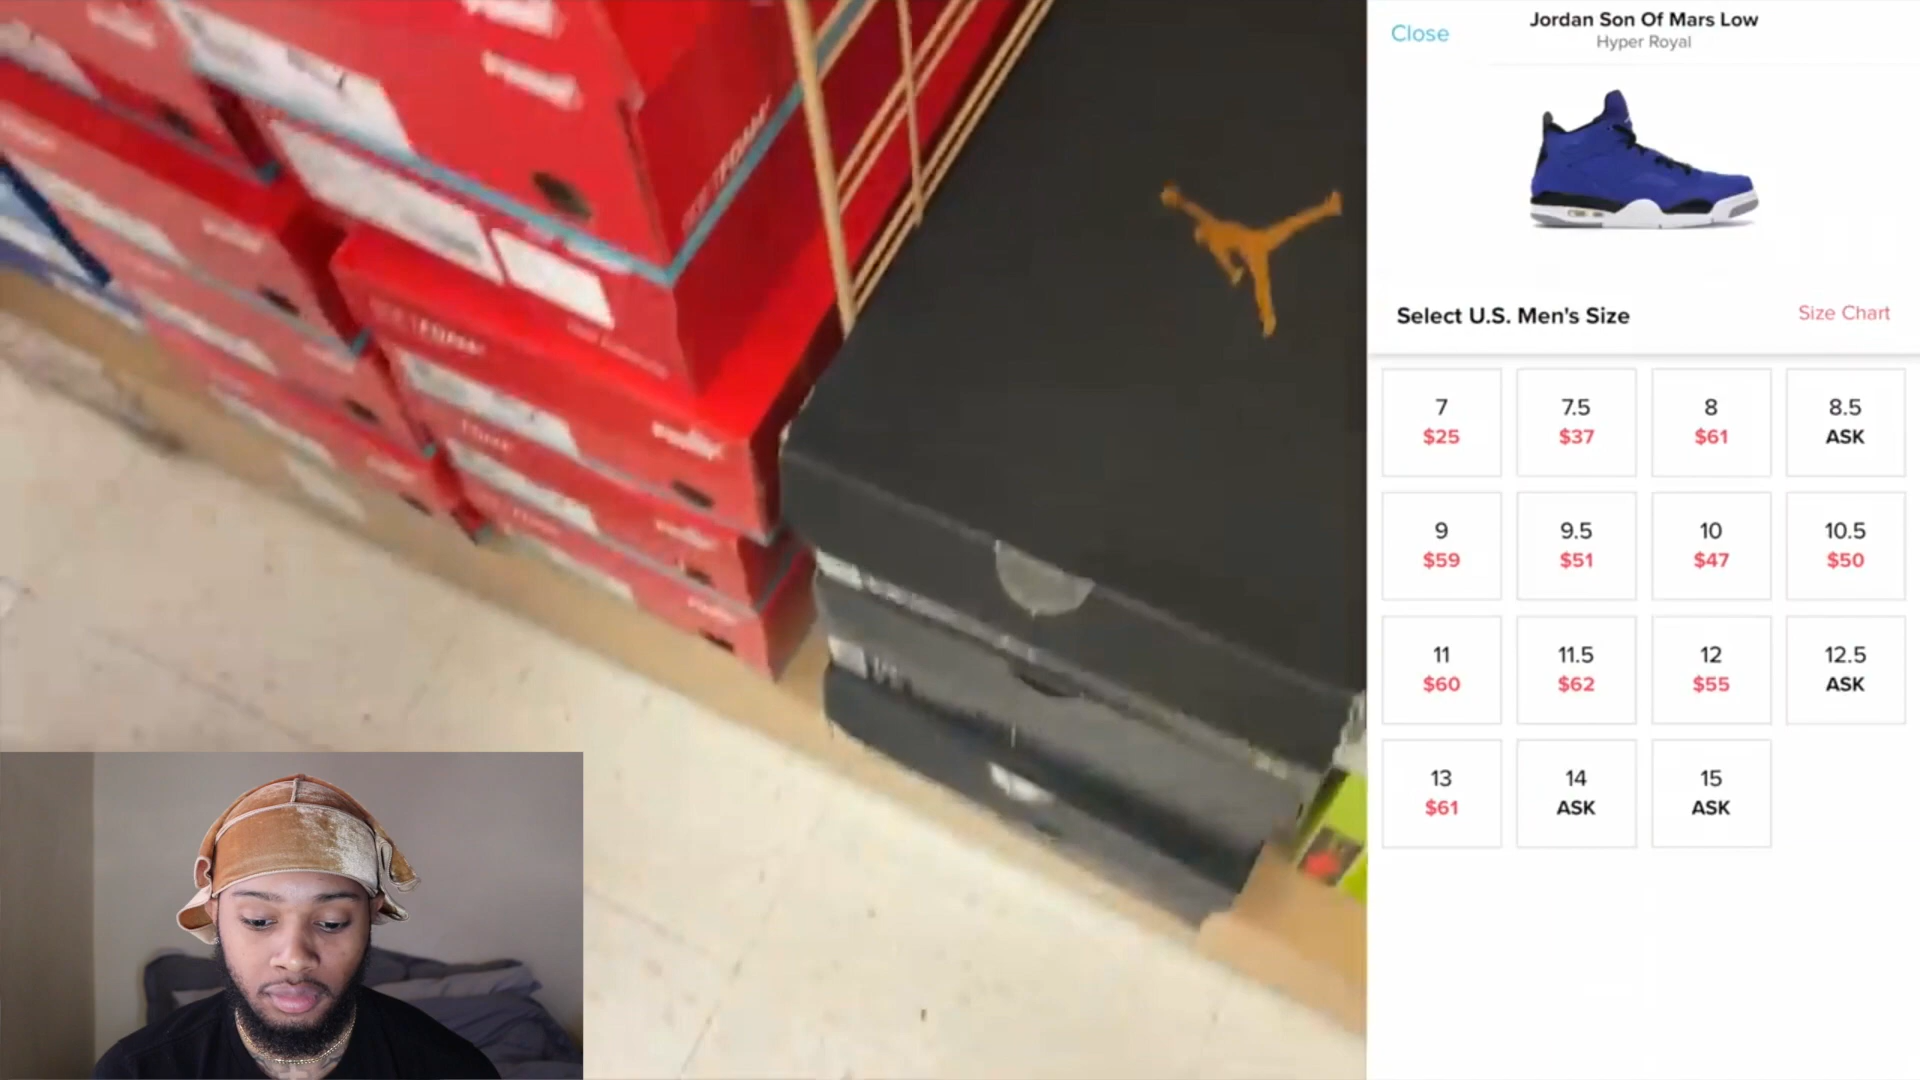 Close
Jordan Son Of Mars Low
Hyper Royal
Select U.S. Men's Size
Size Chart
7
$25
7.5
$37
8
$61
8.5
ASK
9
$59
9.5
$51
10
$47
10.5
$50
11
$60
11.5
$62
12
$55
12.5
ASK
13
$61
14
ASK
15
ASK